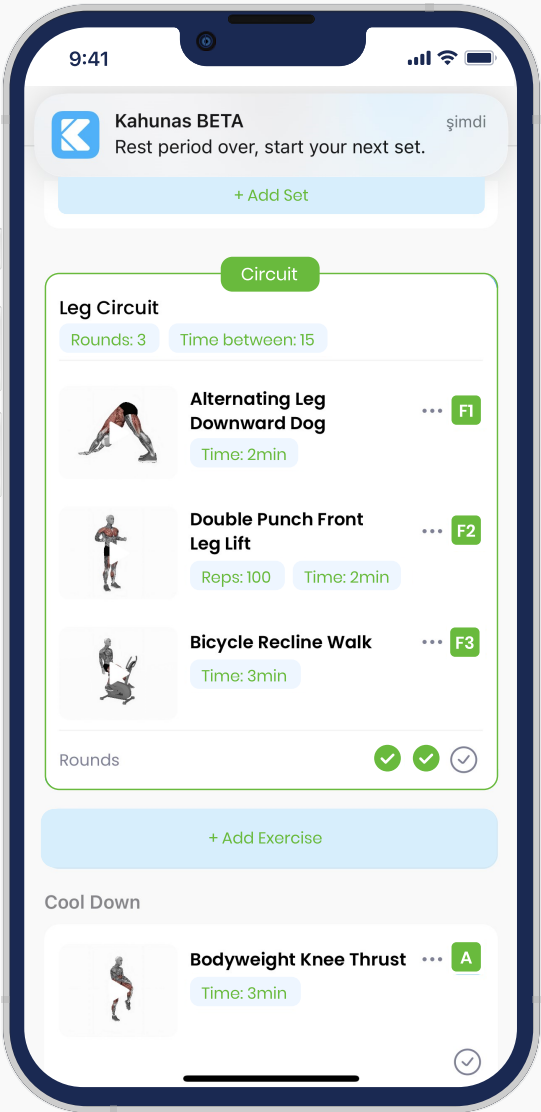 9:41
Kahunas BETA
şimdi
Rest period over, start your next set.
+ Add Set
Circuit
Leg Circuit
Rounds: 3
Time between: 15
Alternating Leg
Downward Dog
F1
Time: 2min
Double Punch Front
Leg Lift
F2
Reps: 100
Time: 2min
Bicycle Recline Walk
F3
Time: 3min
Rounds
+ Add Exercise
Cool Down
Bodyweight Knee Thrust
A
Time: 3min